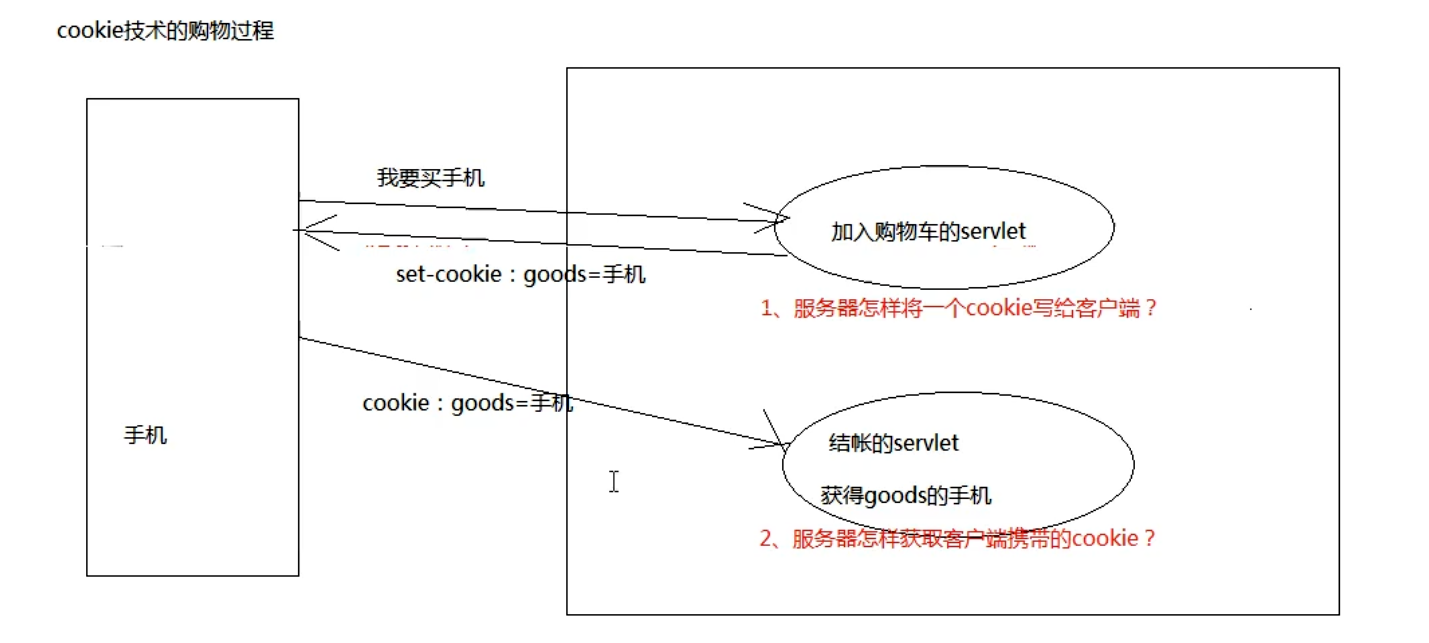 cookie技术的购物过程
我要买手机
加入购物车的servlet
set-cookie：goods=手机
1、服务器怎样将一个cookie写给客户端？
cookie：goods=手机
手机
结帐的servlet
获得goods的手机
2、服务器怎样获取客户端携带的cookie？